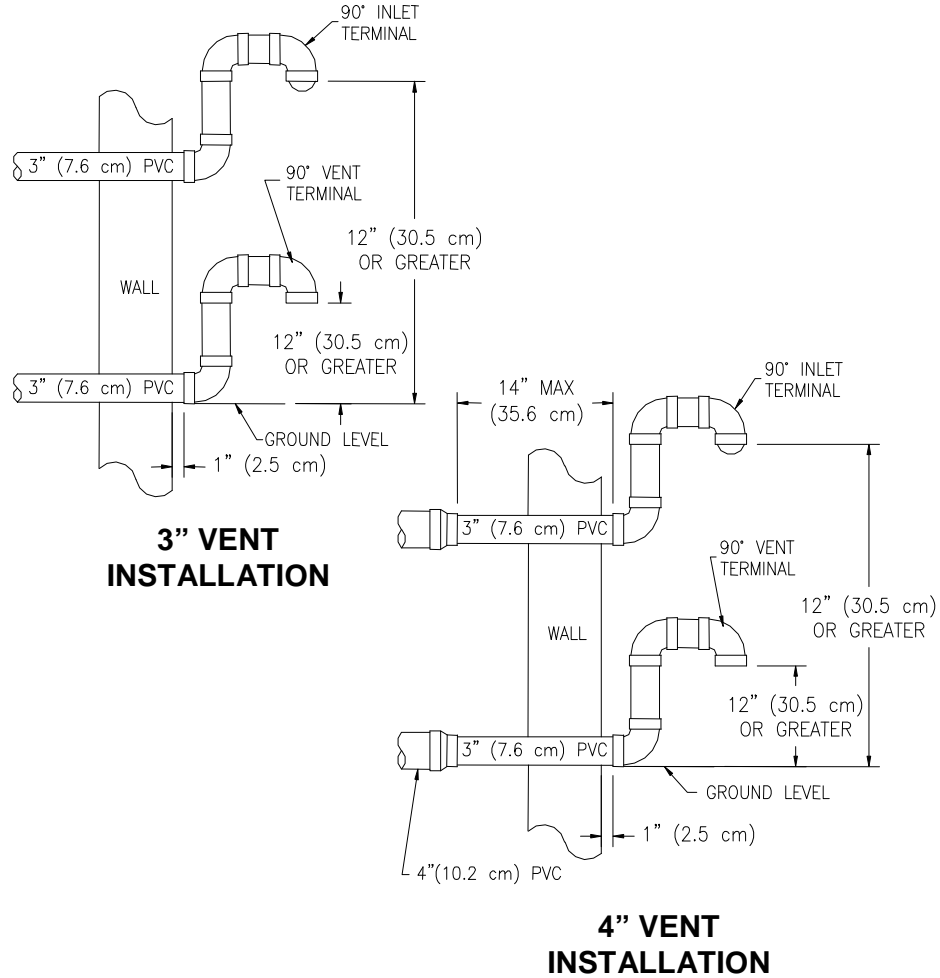 90° INLET
TERMINAL
3” (7.6 cm) PVC
90° VENT
TERMINAL
12” (30.5 cm)
OR GREATER
WALL
12” (30.5 cm)
OR GREATER
3” (7.6 cm) PVC
GROUND LEVEL
1” (2.5 cm)
3” VENT
INSTALLATION
90° INLET
TERMINAL
14” MAX
(35.6 cm)
3” (7.6 cm) PVC
90° VENT
TERMINAL
12” (30.5 cm)
OR GREATER
WALL
12” (30.5 cm)
OR GREATER
3” (7.6 cm) PVC
GROUND LEVEL
1” (2.5 cm)
4”(10.2 cm) PVC
4” VENT
INSTALLATION